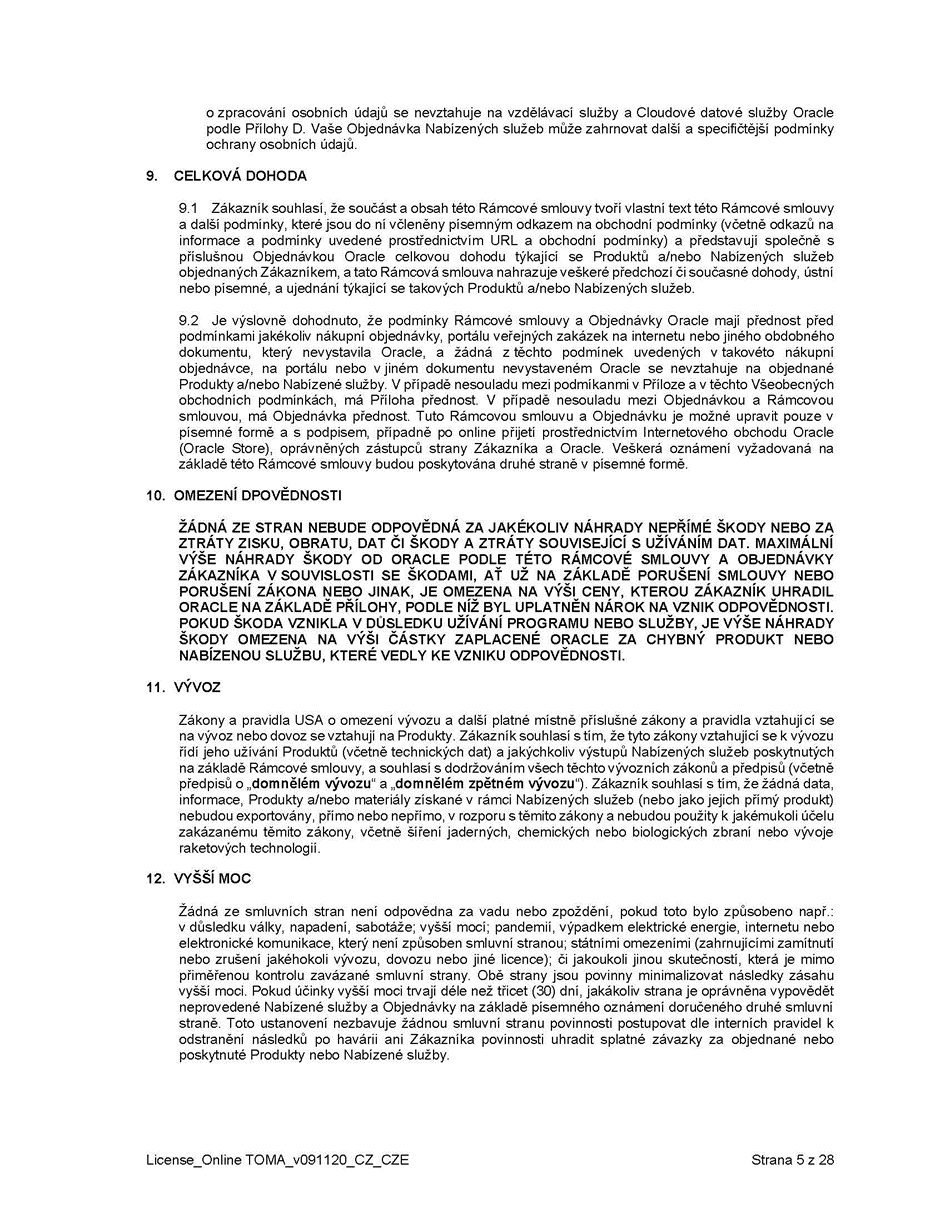 o zpracování osobních údajů se nevztahuje na vzdělávací služby a Cloudové datové služby Oracle
podle Přílohy D. Vaše Objednávka Nabízených služeb může zahrnovat další a specifičtější podmínky
ochrany osobních údajů.
9. CELKOVÁ DOHODA
9.1 Zákazník souhlasí, že součást a obsah této Rámcové smlouvy tvoří vlastní text této Rámcové smlouvy
a další podmínky, které jsou do ní včleněny písemným odkazem na obchodní podmínky (včetně odkazů na
informace a podmínky uvedené prostřednictvím URL a obchodní podmínky) a představují společně s
příslušnou Objednávkou Oracle celkovou dohodu týkající se Produktů a/nebo Nabízených služeb
objednaných Zákazníkem, a tato Rámcová smlouva nahrazuje veškeré předchozí či současné dohody, ústní
nebo písemné, a ujednání týkající se takových Produktů a/nebo Nabízených služeb.
9.2 Je výslovně dohodnuto, že podmínky Rámcové smlouvy a Objednávky Oracle mají přednost před
podmínkami jakékoliv nákupní objednávky, portálu veřejných zakázek na internetu nebo jiného obdobného
dokumentu, který nevystavila Oracle, a žádná z těchto podmínek uvedených v takovéto nákupní
objednávce, na portálu nebo v jiném dokumentu nevystaveném Oracle se nevztahuje na objednané
Produkty a/nebo Nabízené služby. V případě nesouladu mezi podmíkanmi v Příloze a v těchto Všeobecných
obchodních podmínkách, má Příloha přednost. V případě nesouladu mezi Objednávkou a Rámcovou
smlouvou, má Objednávka přednost. Tuto Rámcovou smlouvu a Objednávku je možné upravit pouze v
písemné formě a s podpisem, případně po online přijetí prostřednictvím Internetového obchodu Oracle
(Oracle Store), oprávněných zástupců strany Zákazníka a Oracle. Veškerá oznámení vyžadovaná na
základě této Rámcové smlouvy budou poskytována druhé straně v písemné formě.
10. OMEZENÍ DPOVĚDNOSTI
ŽÁDNÁ ZE STRAN NEBUDE ODPOVĚDNÁ ZA JAKÉKOLIV NÁHRADY NEPŘÍMÉ ŠKODY NEBO ZA
ZTRÁTY ZISKU, OBRATU, DAT ČI ŠKODY A ZTRÁTY SOUVISEJÍCÍ S UŽÍVÁNÍM DAT. MAXIMÁLNÍ
VÝŠE NÁHRADY ŠKODY OD ORACLE PODLE TÉTO RÁMCOVÉ SMLOUVY A OBJEDNÁVKY
ZÁKAZNÍKA V SOUVISLOSTI SE ŠKODAMI, AŤ UŽ NA ZÁKLADĚ PORUŠENÍ SMLOUVY NEBO
PORUŠENÍ ZÁKONA NEBO JINAK, JE OMEZENA NA VÝŠI CENY, KTEROU ZÁKAZNÍK UHRADIL
ORACLE NA ZÁKLADĚ PŘÍLOHY, PODLE NÍŽ BYL UPLATNĚN NÁROK NA VZNIK ODPOVĚDNOSTI.
POKUD ŠKODA VZNIKLA V DŮSLEDKU UŽÍVÁNÍ PROGRAMU NEBO SLUŽBY, JE VÝŠE NÁHRADY
ŠKODY OMEZENA NA VÝŠI ČÁSTKY ZAPLACENÉ ORACLE ZA CHYBNÝ PRODUKT NEBO
NABÍZENOU SLUŽBU, KTERÉ VEDLY KE VZNIKU ODPOVĚDNOSTI.
11. VÝVOZ
Zákony a pravidla USA o omezení vývozu a další platné místně příslušné zákony a pravidla vztahující se
na vývoz nebo dovoz se vztahují na Produkty. Zákazník souhlasí s tím, že tyto zákony vztahující se k vývozu
řídí jeho užívání Produktů (včetně technických dat) a jakýchkoliv výstupů Nabízených služeb poskytnutých
na základě Rámcové smlouvy, a souhlasí s dodržováním všech těchto vývozních zákonů a předpisů (včetně
předpisů o „domnělém vývozu“ a „domnělém zpětném vývozu“). Zákazník souhlasí s tím, že žádná data,
informace, Produkty a/nebo materiály získané v rámci Nabízených služeb (nebo jako jejich přímý produkt)
nebudou exportovány, přímo nebo nepřímo, v rozporu s těmito zákony a nebudou použity k jakémukoli účelu
zakázanému těmito zákony, včetně šíření jaderných, chemických nebo biologických zbraní nebo vývoje
raketových technologií.
12. VYŠŠÍ MOC
Žádná ze smluvních stran není odpovědna za vadu nebo zpoždění, pokud toto bylo způsobeno např.:
v důsledku války, napadení, sabotáže; vyšší mocí; pandemií, výpadkem elektrické energie, internetu nebo
elektronické komunikace, který není způsoben smluvní stranou; státními omezeními (zahrnujícími zamítnutí
nebo zrušení jakéhokoli vývozu, dovozu nebo jiné licence); či jakoukoli jinou skutečností, která je mimo
přiměřenou kontrolu zavázané smluvní strany. Obě strany jsou povinny minimalizovat následky zásahu
vyšší moci. Pokud účinky vyšší moci trvají déle než třicet (30) dní, jakákoliv strana je oprávněna vypovědět
neprovedené Nabízené služby a Objednávky na základě písemného oznámení doručeného druhé smluvní
straně. Toto ustanovení nezbavuje žádnou smluvní stranu povinnosti postupovat dle interních pravidel k
odstranění následků po havárii ani Zákazníka povinnosti uhradit splatné závazky za objednané nebo
poskytnuté Produkty nebo Nabízené služby.
License_Online TOMA_v091120_CZ_CZE Strana 5 z 28